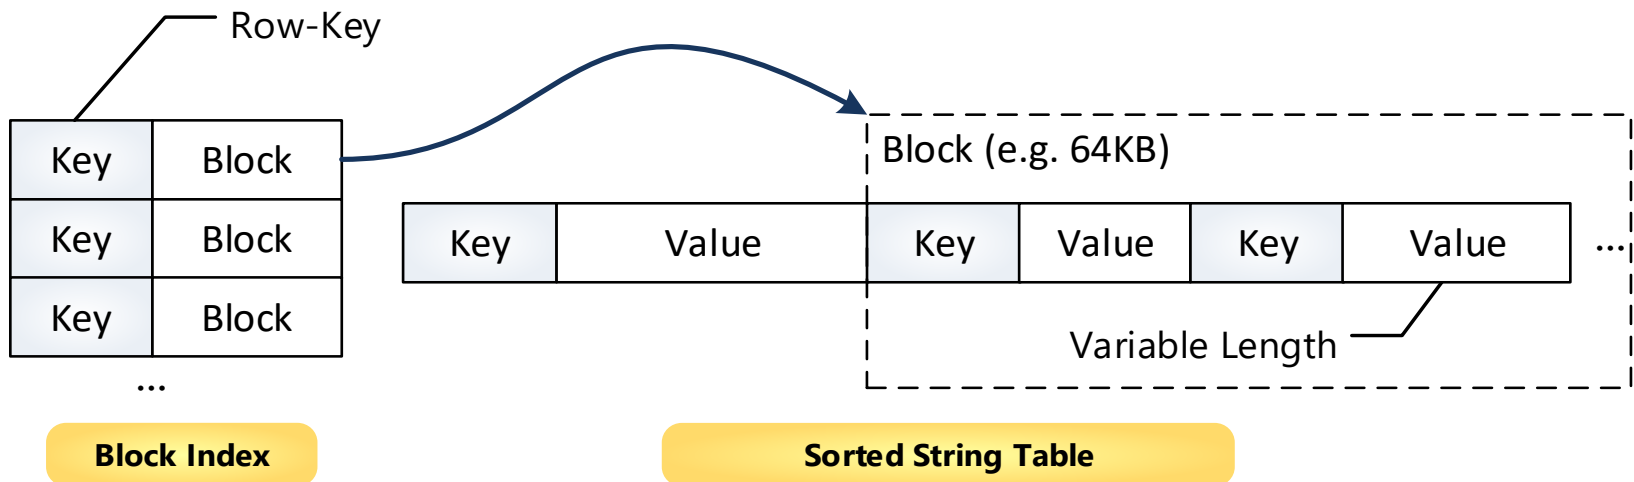 Row-Key
Key Block
Key Block
Key Block
...
Block Index
Block (e.g. 64KB)
Key Value Key Value Key Value ...
Variable Length
Sorted String Table